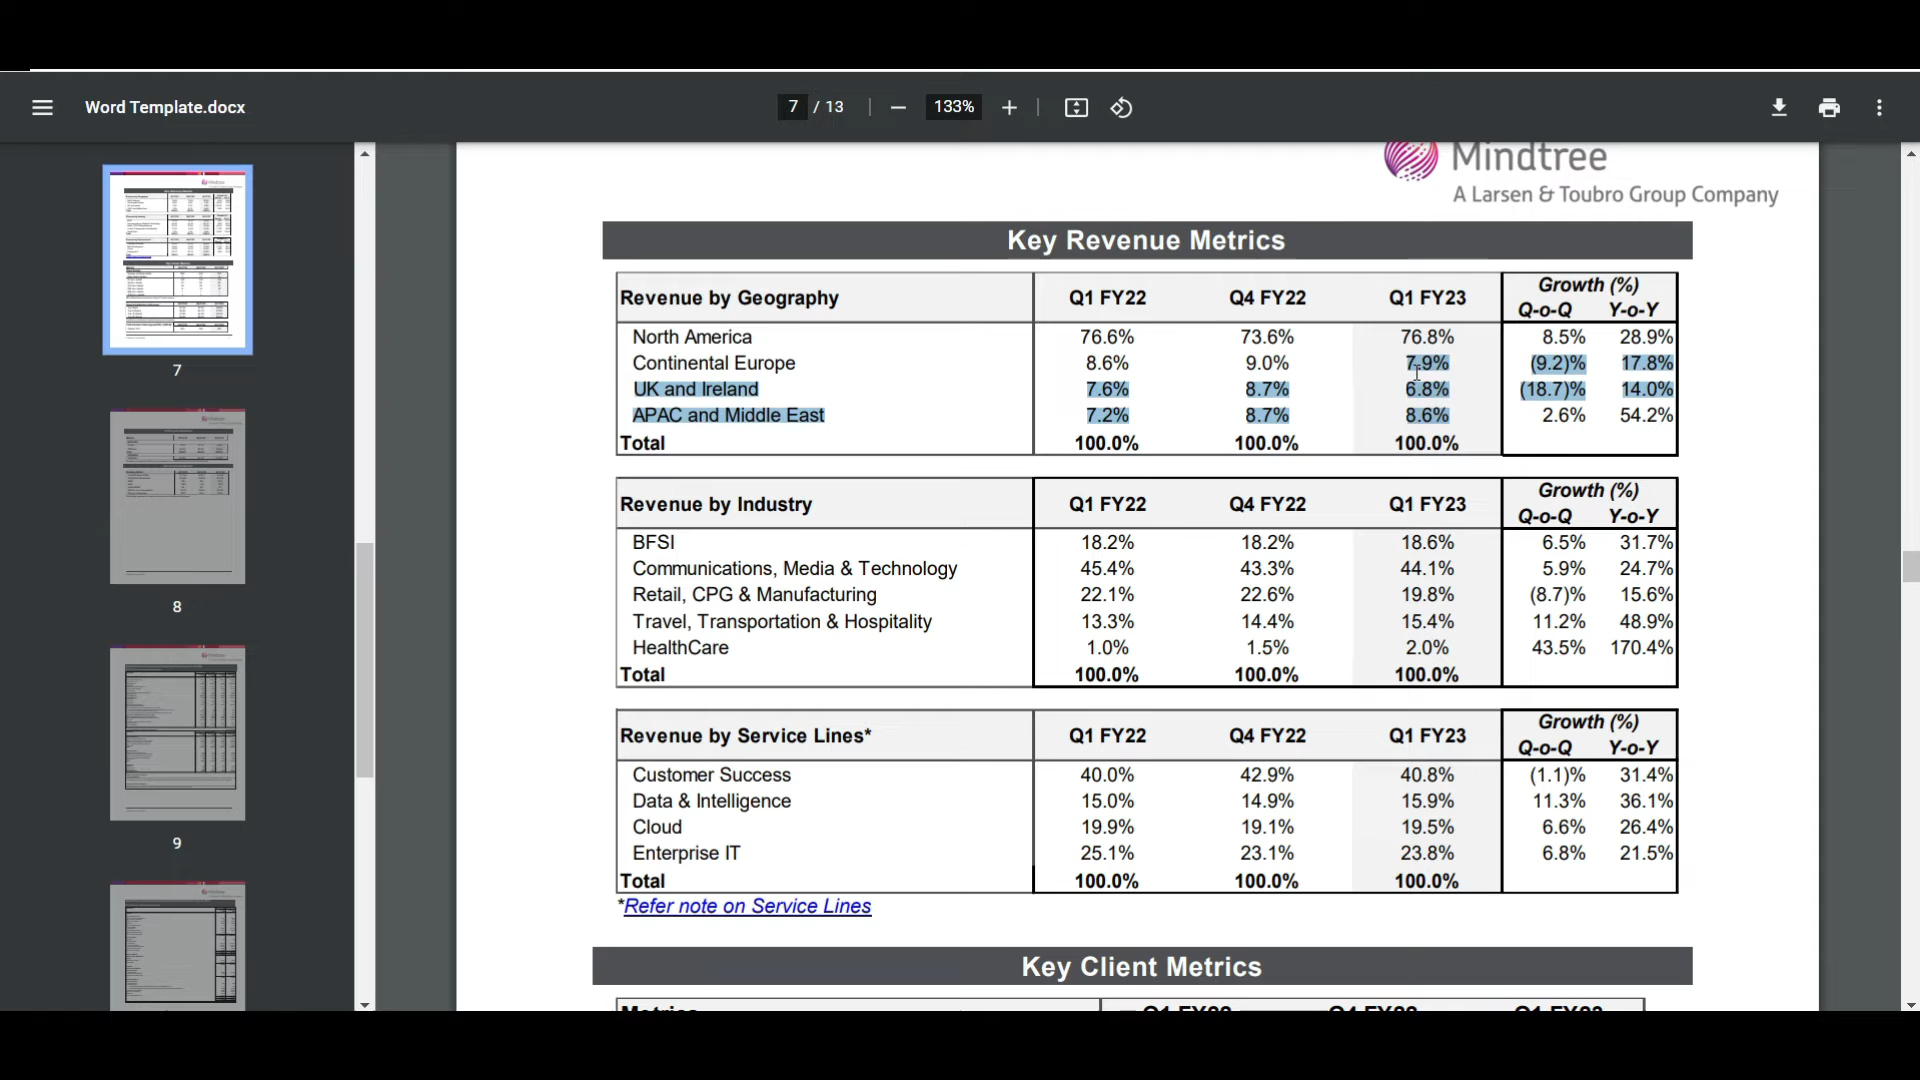 Word Template.docx
7 / 13
133%
7
8
9
Mindtree
A Larsen & Toubro Group Company
Key Revenue Metrics
Revenue by Geography Q1 FY22 Q4 FY22 Q1 FY23 Growth (%)
Q-o-Q Y-o-Y
North America 76.6% 73.6% 76.8% 8.5% 28.9%
Continental Europe 8.6% 9.0% 7.9% (9.2)% 17.8%
UK and Ireland 7.6% 8.7% 6.8% (18.7)% 14.0%
APAC and Middle East 7.2% 8.7% 8.6% 2.6% 54.2%
Total 100.0% 100.0% 100.0%
Revenue by Industry Q1 FY22 Q4 FY22 Q1 FY23 Growth (%)
Q-o-Q Y-o-Y
BFSI 18.2% 18.2% 18.6% 6.5% 31.7%
Communications, Media & Technology 45.4% 43.3% 44.1% 5.9% 24.7%
Retail, CPG & Manufacturing 22.1% 22.6% 19.8% (8.7)% 15.6%
Travel, Transportation & Hospitality 13.3% 14.4% 15.4% 11.2% 48.9%
HealthCare 1.0% 1.5% 2.0% 43.5% 170.4%
Total 100.0% 100.0% 100.0%
Revenue by Service Lines* Q1 FY22 Q4 FY22 Q1 FY23 Growth (%)
Q-o-Q Y-o-Y
Customer Success 40.0% 42.9% 40.8% (1.1)% 31.4%
Data & Intelligence 15.0% 14.9% 15.9% 11.3% 36.1%
Cloud 19.9% 19.1% 19.5% 6.6% 26.4%
Enterprise IT 25.1% 23.1% 23.8% 6.8% 21.5%
Total 100.0% 100.0% 100.0%
*Refer note on Service Lines
Key Client Metrics
Metrics Q1 FY22 Q4 FY22 Q1 FY23